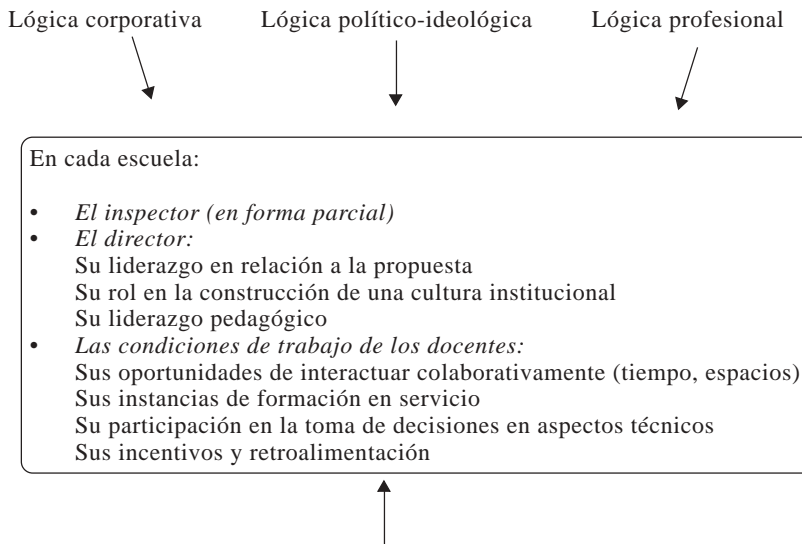 Lógica corporativa Lógica político-ideológica Lógica profesional
En cada escuela:
• El inspector (en forma parcial)
• El director:
Su liderazgo en relación a la propuesta
Su rol en la construcción de una cultura institucional
Su liderazgo pedagógico
• Las condiciones de trabajo de los docentes:
Sus oportunidades de interactuar colaborativamente (tiempo, espacios)
Sus instancias de formación en servicio
Su participación en la toma de decisiones en aspectos técnicos
Sus incentivos y retroalimentación